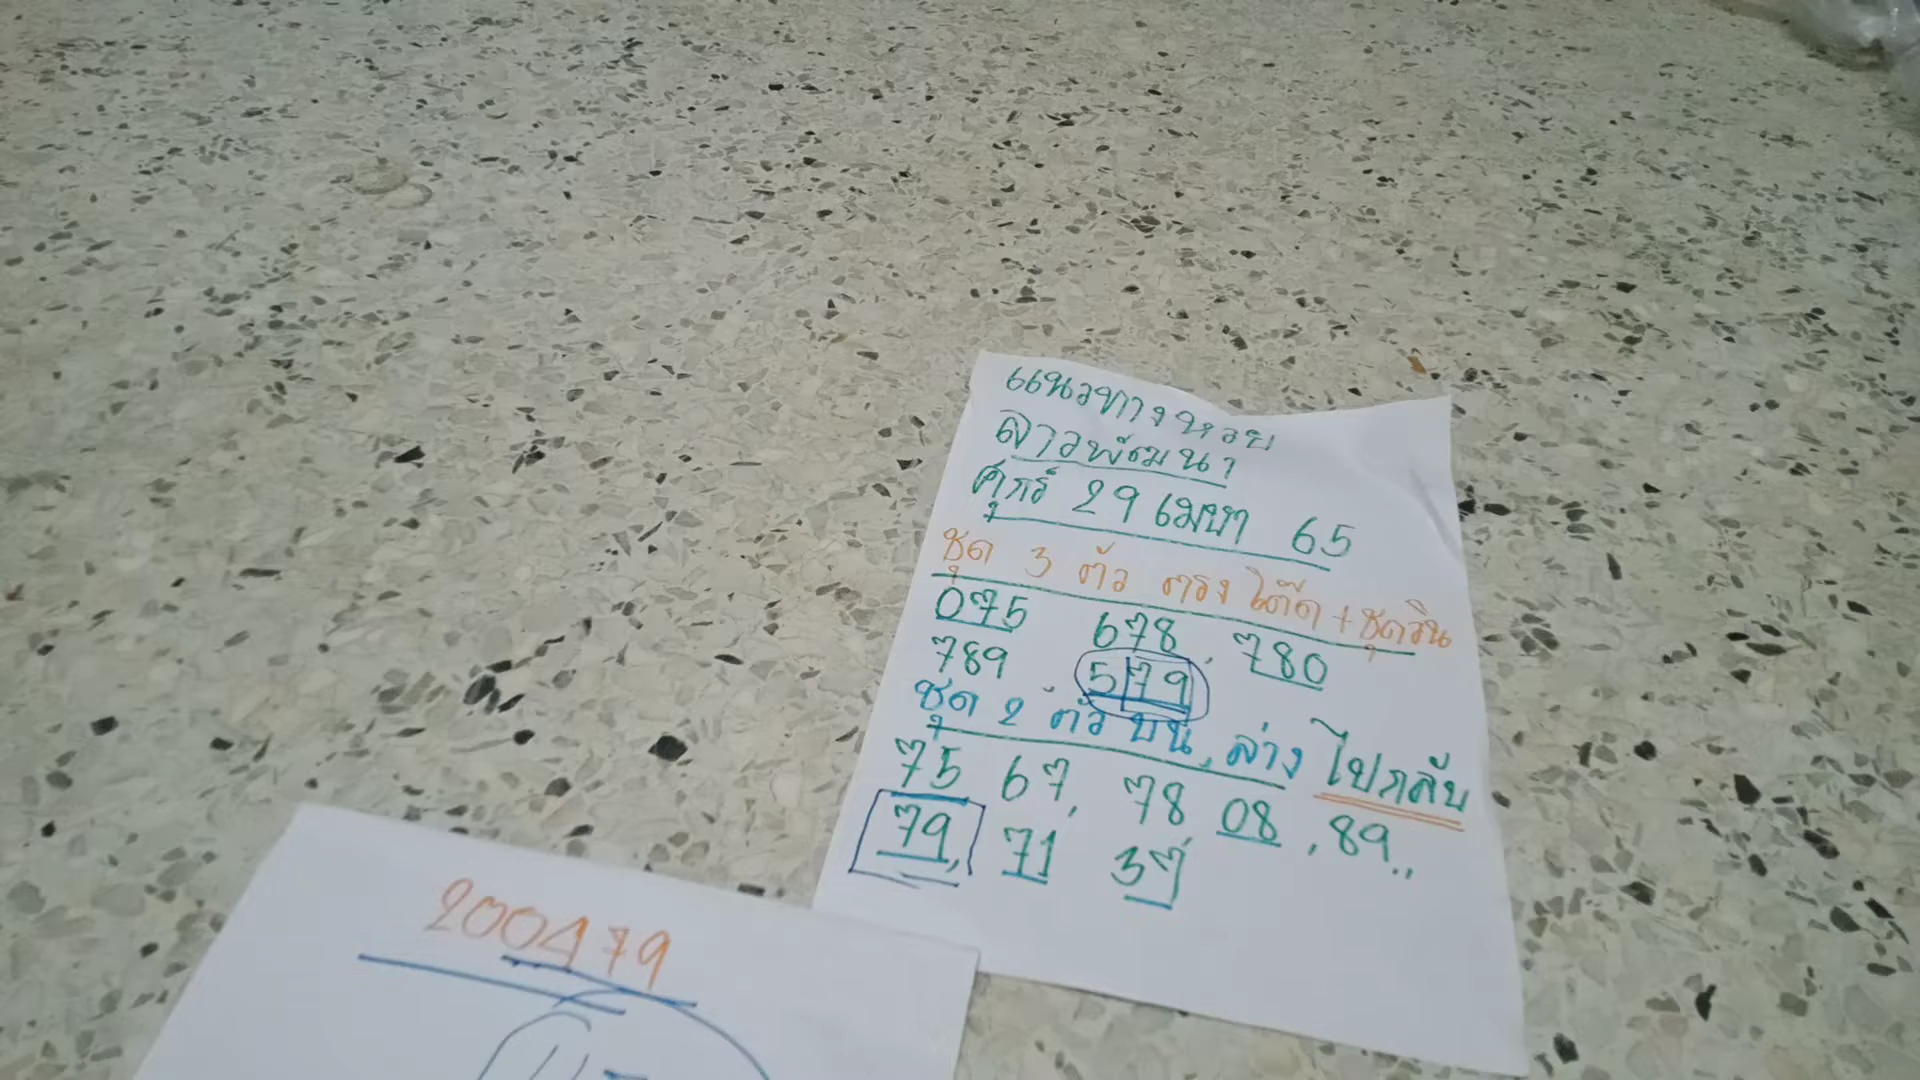 แนวทางหวย
ลาวพัฒนา
ศุกร์ 29 เมษา 65
ชุด 3 ตัว ตรง โต๊ด + ชุดวิน
075 678, 780
789 579
ชุด 2 ตัว บน, ล่าง ไปกลับ
75, 67, 78 08, 89..
79, 71 37
200479